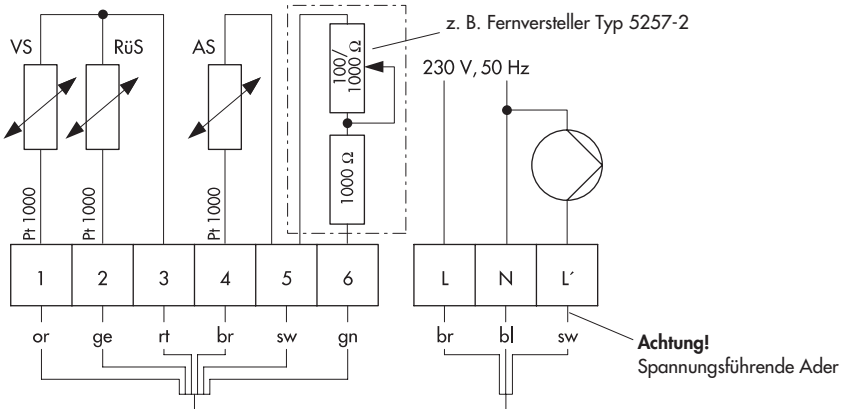 z. B. Fernversteller Typ 5257-2
VS
RüS
AS
100/
1000 Ω
230 V, 50 Hz
1000 Ω
Pt 1000
Pt 1000
Pt 1000
1 2 3 4 5 6
L N L´
or ge rt br sw gn
br bl sw
Achtung!
Spannungsführende Ader